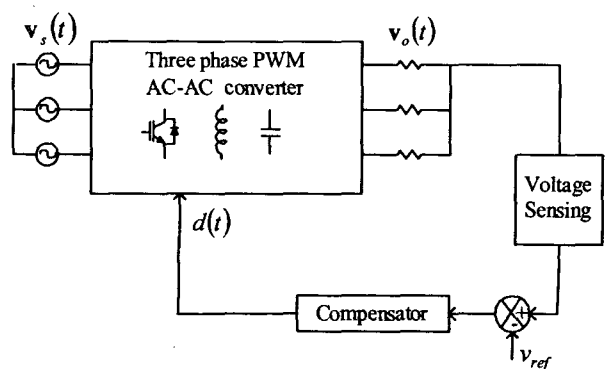 v_s(t)
v_o(t)
Three phase PWM
AC-AC converter
d(t)
Voltage
Sensing
Compensator
+
-
v_ref